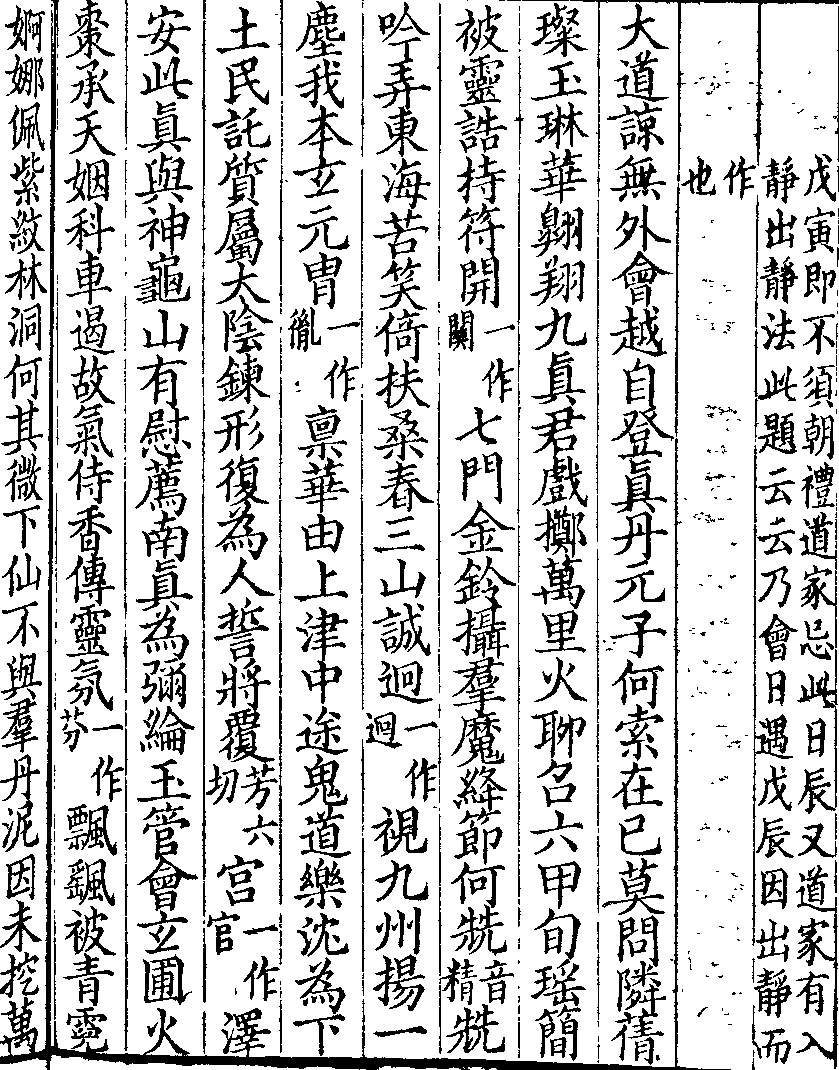 戊寅即不須朝禮道家忌此日辰又道家有入
靜出靜法此題云云乃會日遇戊辰因出靜而
作也
大道諒無外會越自登眞丹元子何索在已莫問隣蒨
璨玉琳華翺翔九眞君戲擲萬里火聊召六甲旬瑶簡
被靈誥持符開一作關七門金鈴攝羣魔絳節何兟音精兟
吟弄東海若笑倚扶桑春三山誠迥一作迴視九州揚一
塵我本玄元胄一作胤稟華由上津中途鬼道樂沈為下
土民託質屬太陰鍊形復為人誓將覆芳六切宮一作官澤
安此眞與神龜山有慰薦南眞為彌綸玉管會玄圃火
棗承天姻科車遏故氣侍香傳靈氛一作芬飄飄被青霓
婀娜佩紫紋林洞何其微下仙不與羣丹泥因未控萬